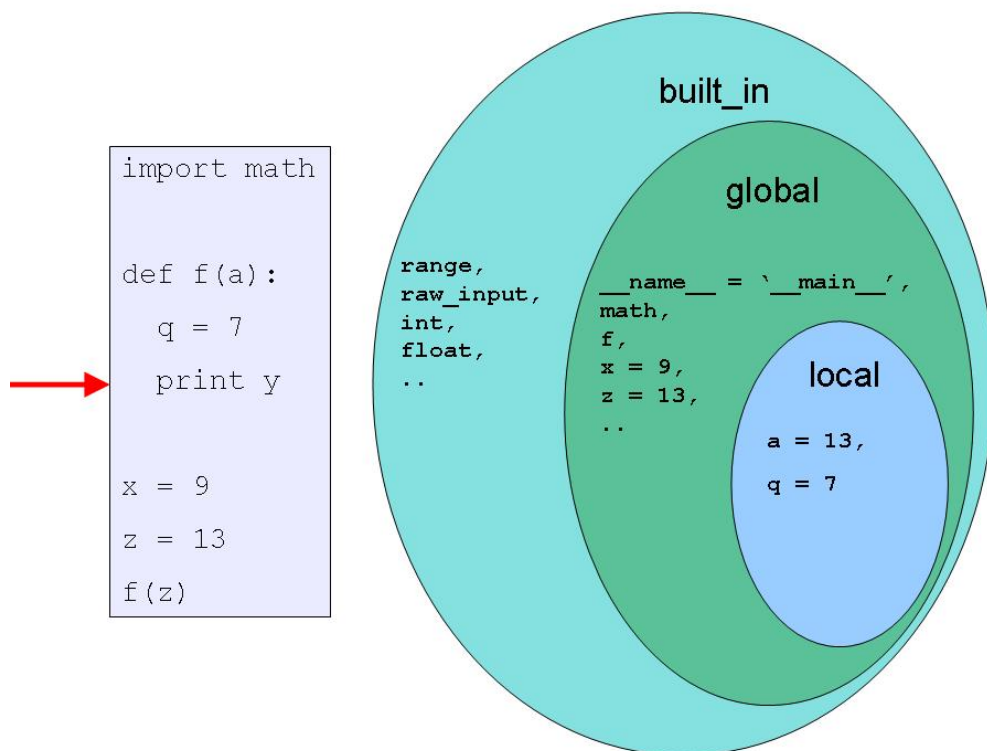 import math
def f(a):
q = 7
print y
x = 9
z = 13
f(z)
built_in
range,
raw_input,
int,
float,
..
global
__name__ = ‘__main__’,
math,
f,
x = 9,
z = 13,
..
local
a = 13,
q = 7